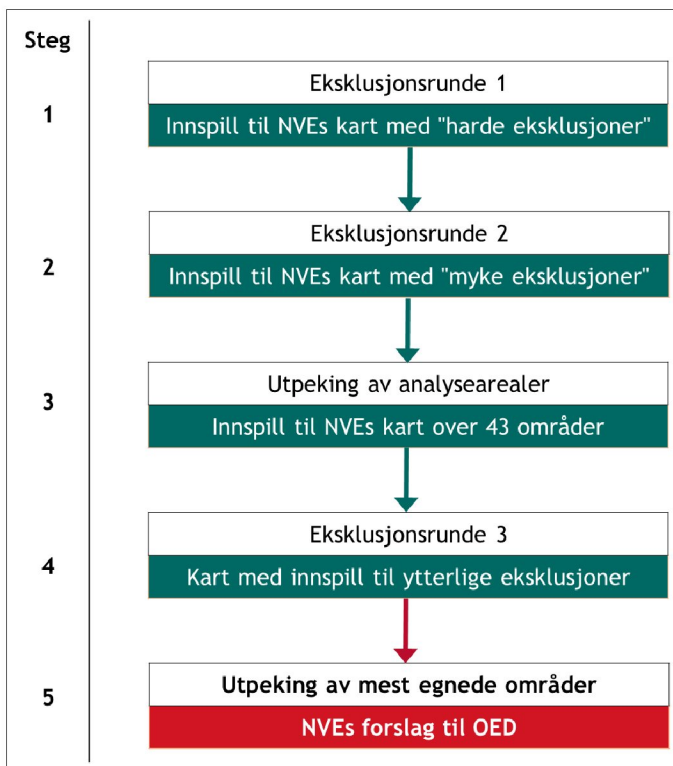 Steg
1
Eksklusjonsrunde 1
Innspill til NVEs kart med "harde eksklusjoner"
2
Eksklusjonsrunde 2
Innspill til NVEs kart med "myke eksklusjoner"
3
Utpeking av analysearealer
Innspill til NVEs kart over 43 områder
4
Eksklusjonsrunde 3
Kart med innspill til ytterlige eksklusjoner
5
Utpeking av mest egnede områder
NVEs forslag til OED